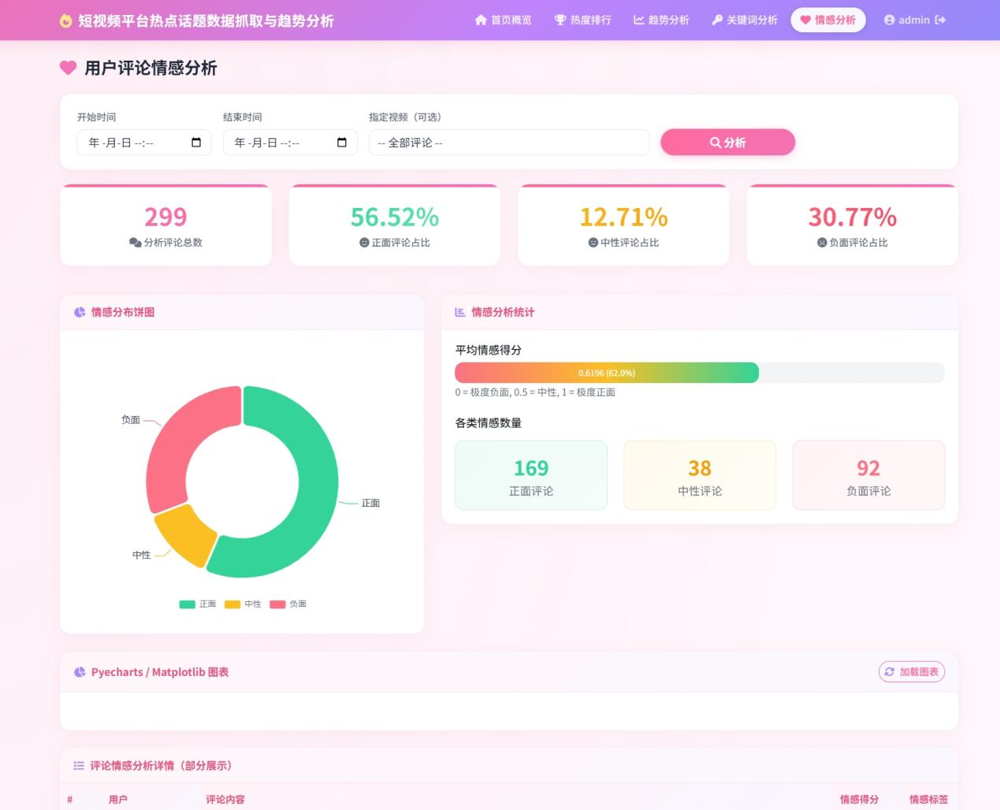 短视频平台热点话题数据抓取与趋势分析 首页概览 热度排行 趋势分析 关键词分析 情感分析 admin
用户评论情感分析
开始时间 结束时间 指定视频（可选）
年 -月-日 --:-- 年 -月-日 --:-- -- 全部评论 -- 分析
299 56.52% 12.71% 30.77%
分析评论总数 正面评论占比 中性评论占比 负面评论占比
情感分布饼图 情感分析统计
平均情感得分
0.6196 (62.0%)
0 = 极度负面, 0.5 = 中性, 1 = 极度正面
各类情感数量
169 38 92
正面评论 中性评论 负面评论
负面
正面
中性
正面 中性 负面
Pyecharts / Matplotlib 图表 加载图表
评论情感分析详情（部分展示）
# 用户 评论内容 情感得分 情感标签